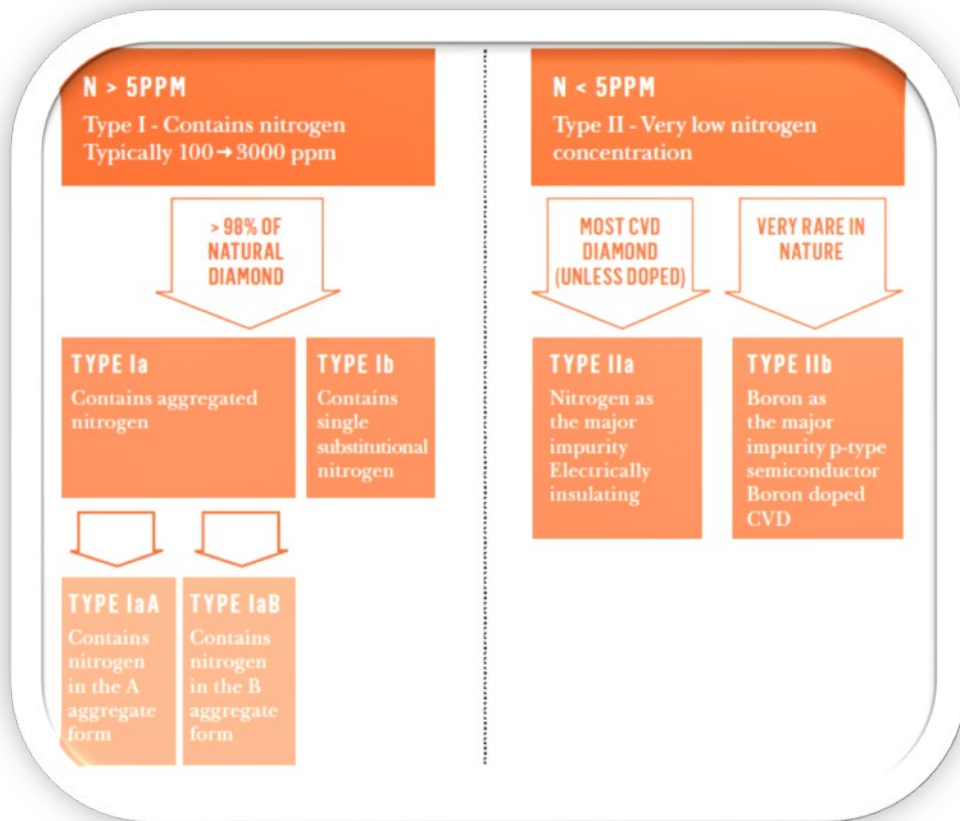 N > 5PPM
Type I - Contains nitrogen
Typically 100→3000 ppm
> 98% OF
NATURAL
DIAMOND
TYPE Ia
Contains aggregated
nitrogen
TYPE Ib
Contains
single
substitutional
nitrogen
TYPE IaA
Contains
nitrogen
in the A
aggregate
form
TYPE IaB
Contains
nitrogen
in the B
aggregate
form
N < 5PPM
Type II - Very low nitrogen
concentration
MOST CVD
DIAMOND
(UNLESS DOPED)
VERY RARE IN
NATURE
TYPE IIa
Nitrogen as
the major
impurity
Electrically
insulating
TYPE IIb
Boron as
the major
impurity p-type
semiconductor
Boron doped
CVD